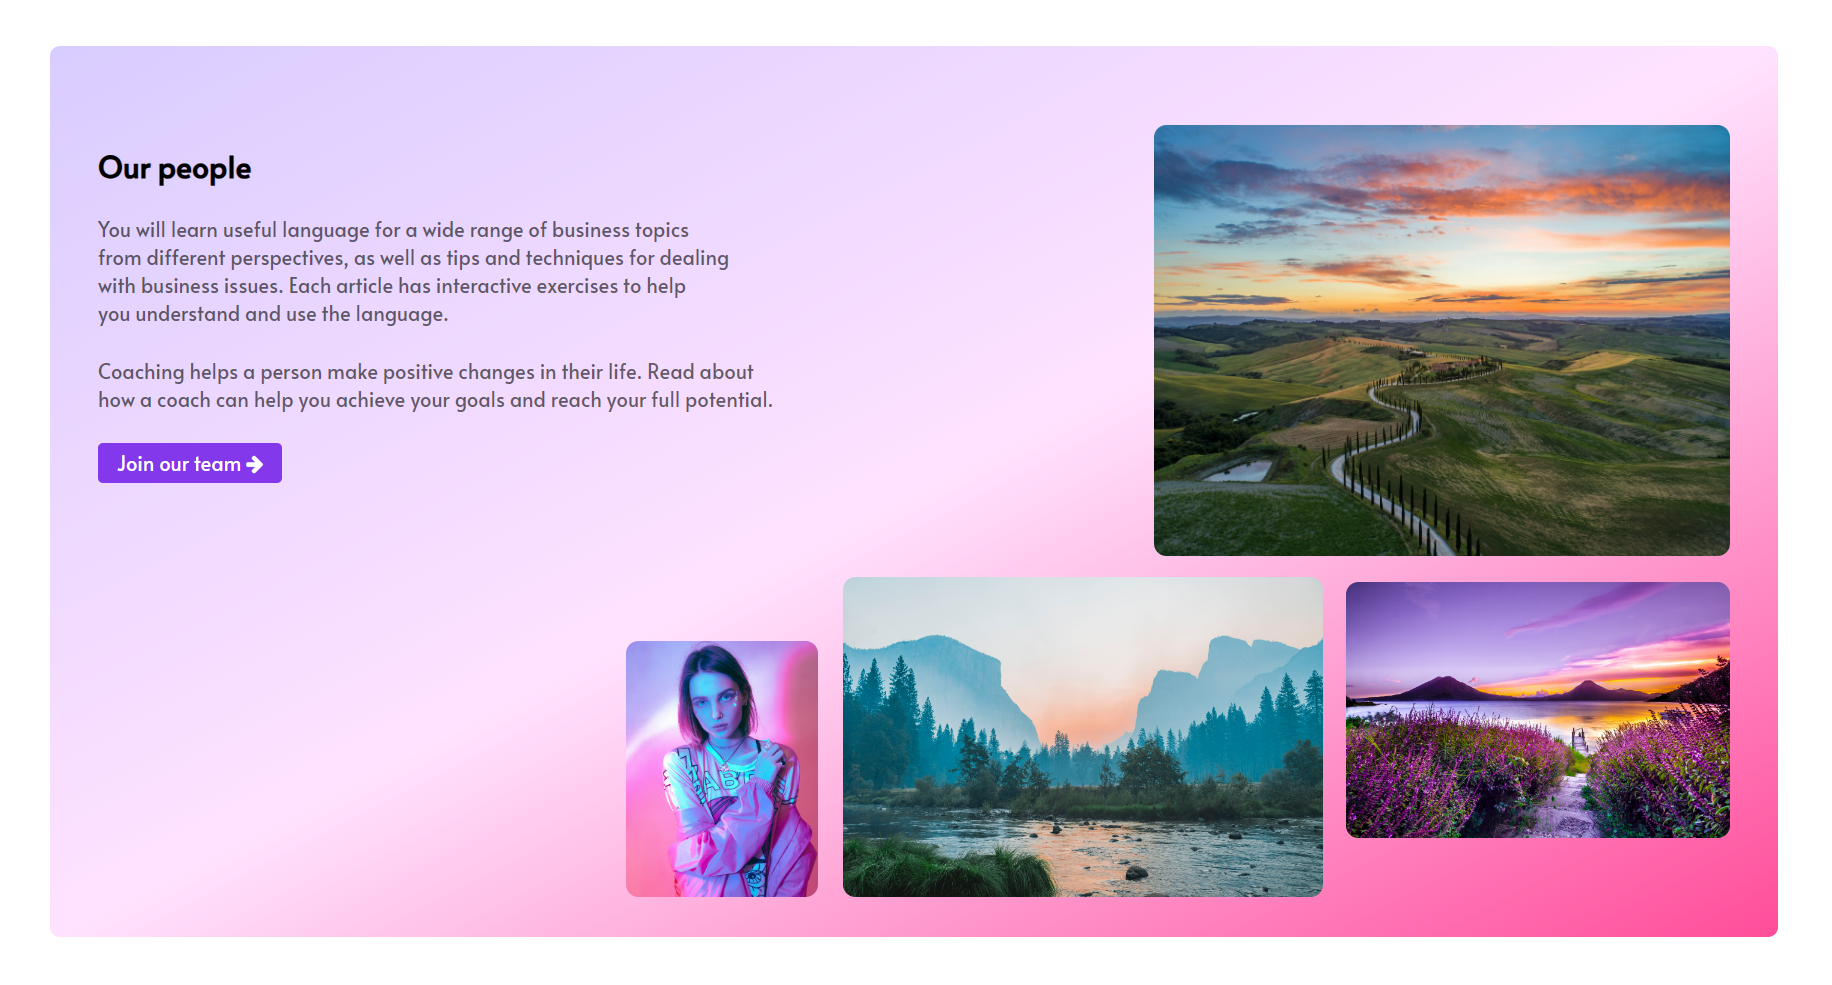 Our people
You will learn useful language for a wide range of business topics
from different perspectives, as well as tips and techniques for dealing
with business issues. Each article has interactive exercises to help
you understand and use the language.
Coaching helps a person make positive changes in their life. Read about
how a coach can help you achieve your goals and reach your full potential.
Join our team